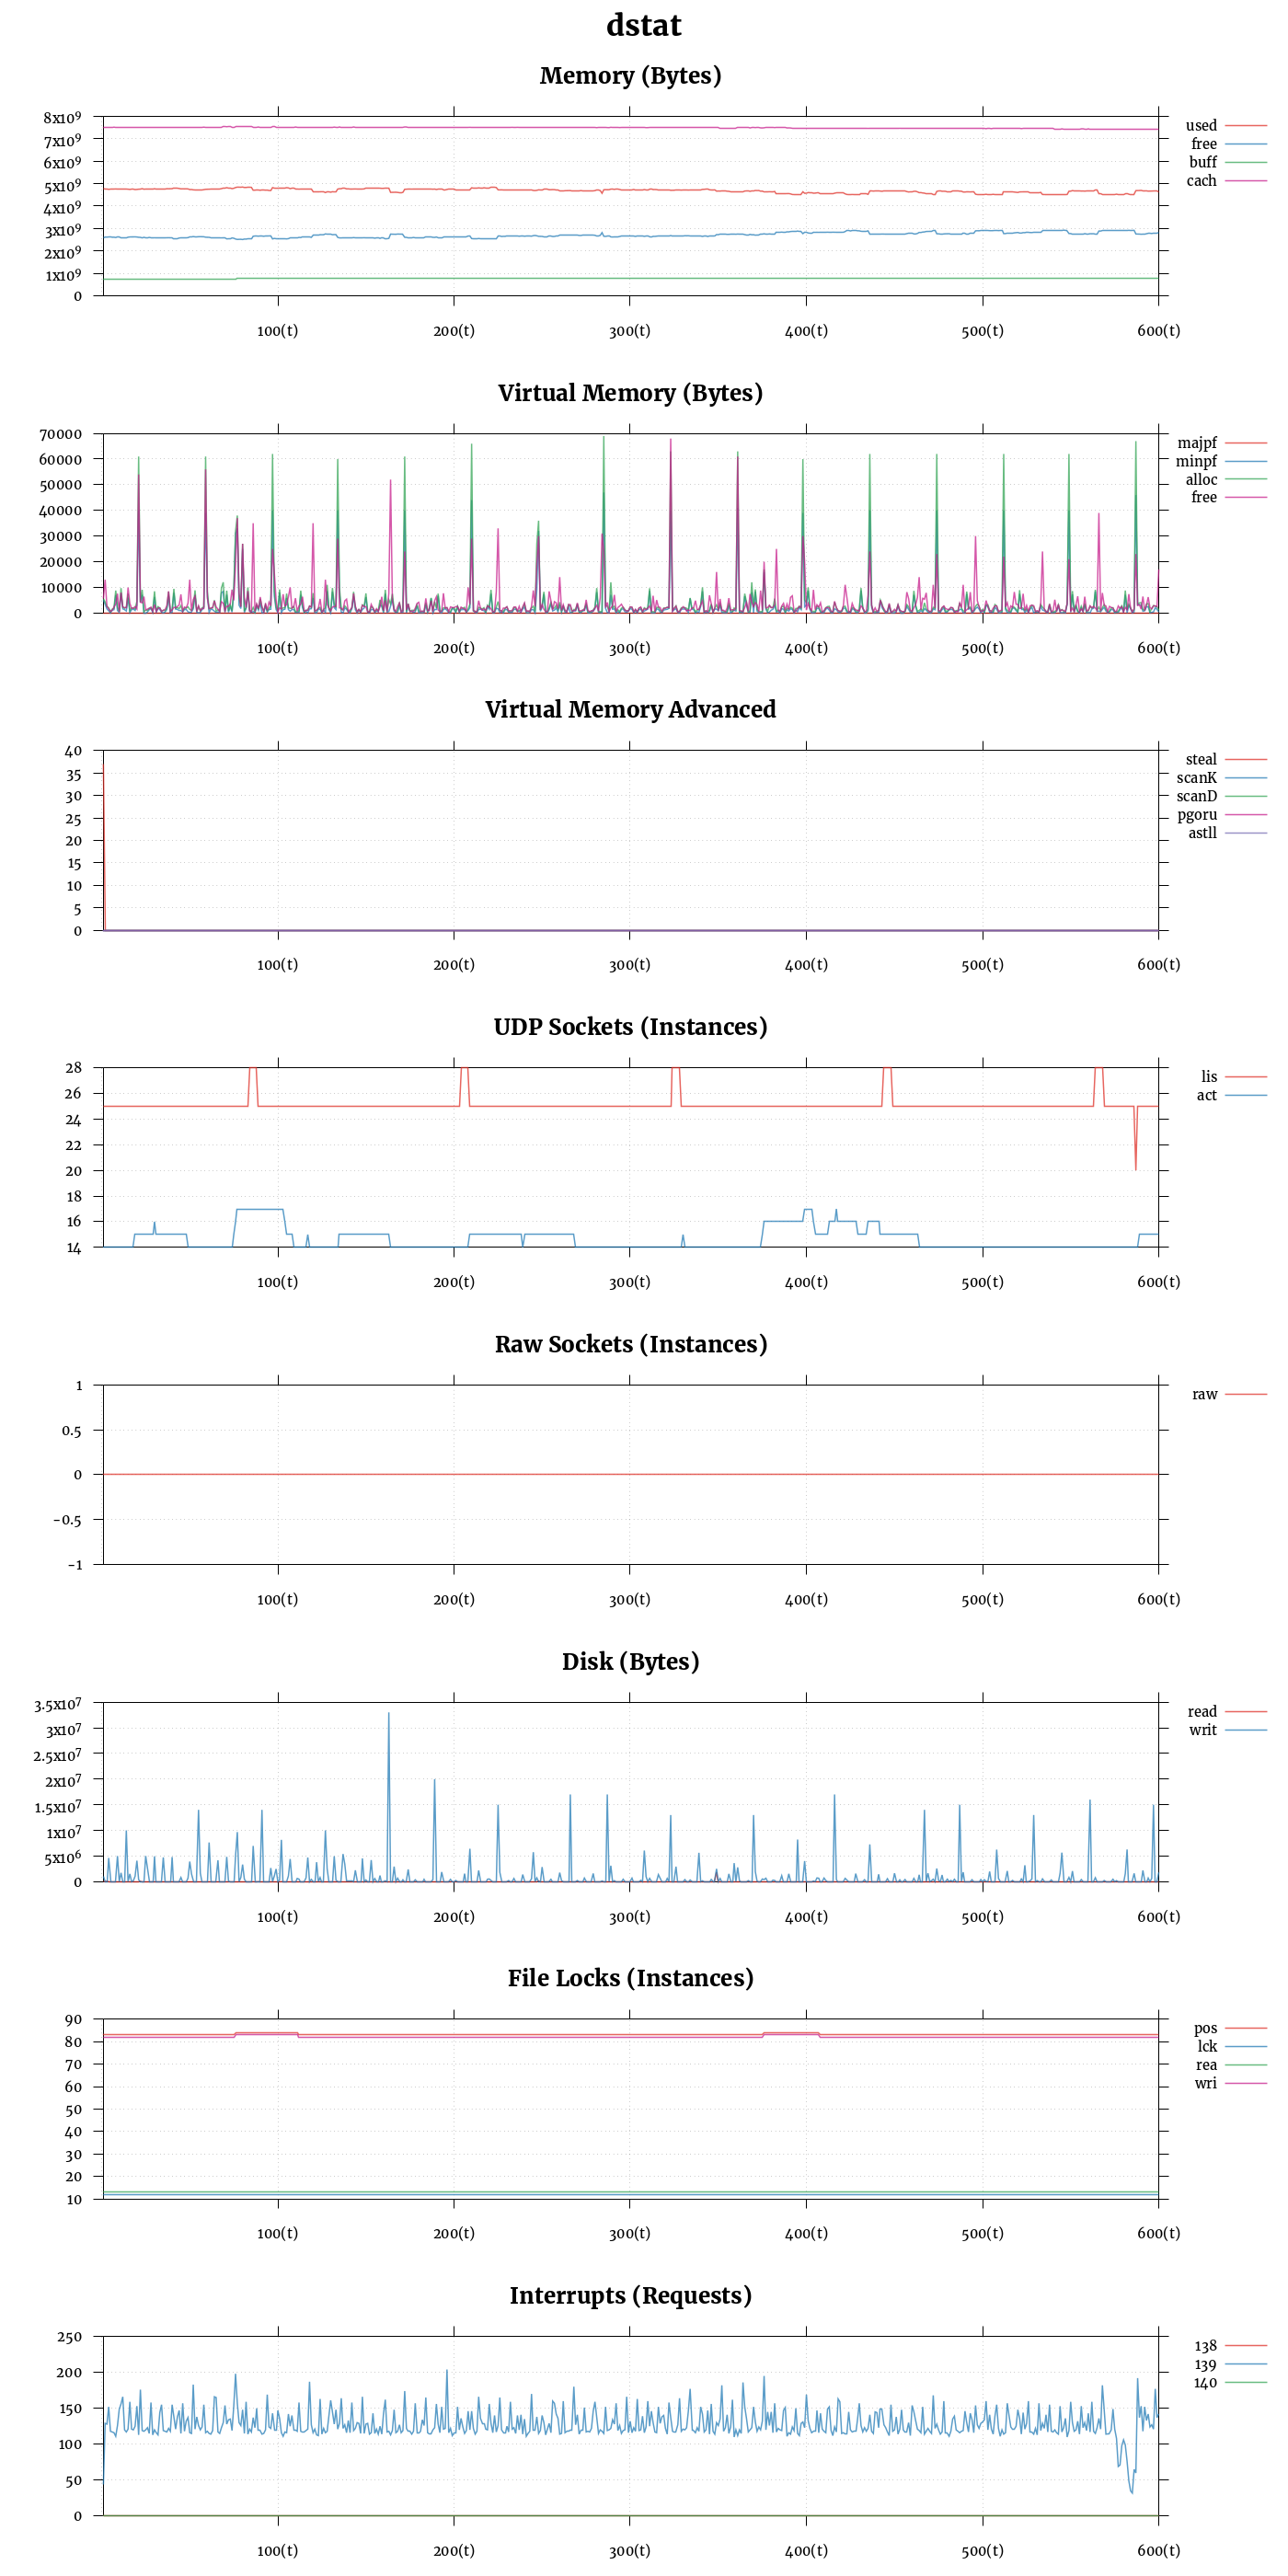 dstat
Memory (Bytes)
8x10⁹
7x10⁹
6x10⁹
5x10⁹
4x10⁹
3x10⁹
2x10⁹
1x10⁹
0
used
free
buff
cach
100(t) 200(t) 300(t) 400(t) 500(t) 600(t)
Virtual Memory (Bytes)
70000
60000
50000
40000
30000
20000
10000
0
majpf
minpf
alloc
free
100(t) 200(t) 300(t) 400(t) 500(t) 600(t)
Virtual Memory Advanced
40
35
30
25
20
15
10
5
0
steal
scanK
scanD
pgoru
astll
100(t) 200(t) 300(t) 400(t) 500(t) 600(t)
UDP Sockets (Instances)
28
26
24
22
20
18
16
14
lis
act
100(t) 200(t) 300(t) 400(t) 500(t) 600(t)
Raw Sockets (Instances)
1
0.5
0
-0.5
-1
raw
100(t) 200(t) 300(t) 400(t) 500(t) 600(t)
Disk (Bytes)
3.5x10⁷
3x10⁷
2.5x10⁷
2x10⁷
1.5x10⁷
1x10⁷
5x10⁶
0
read
writ
100(t) 200(t) 300(t) 400(t) 500(t) 600(t)
File Locks (Instances)
90
80
70
60
50
40
30
20
10
pos
lck
rea
wri
100(t) 200(t) 300(t) 400(t) 500(t) 600(t)
Interrupts (Requests)
250
200
150
100
50
0
138
139
140
100(t) 200(t) 300(t) 400(t) 500(t) 600(t)